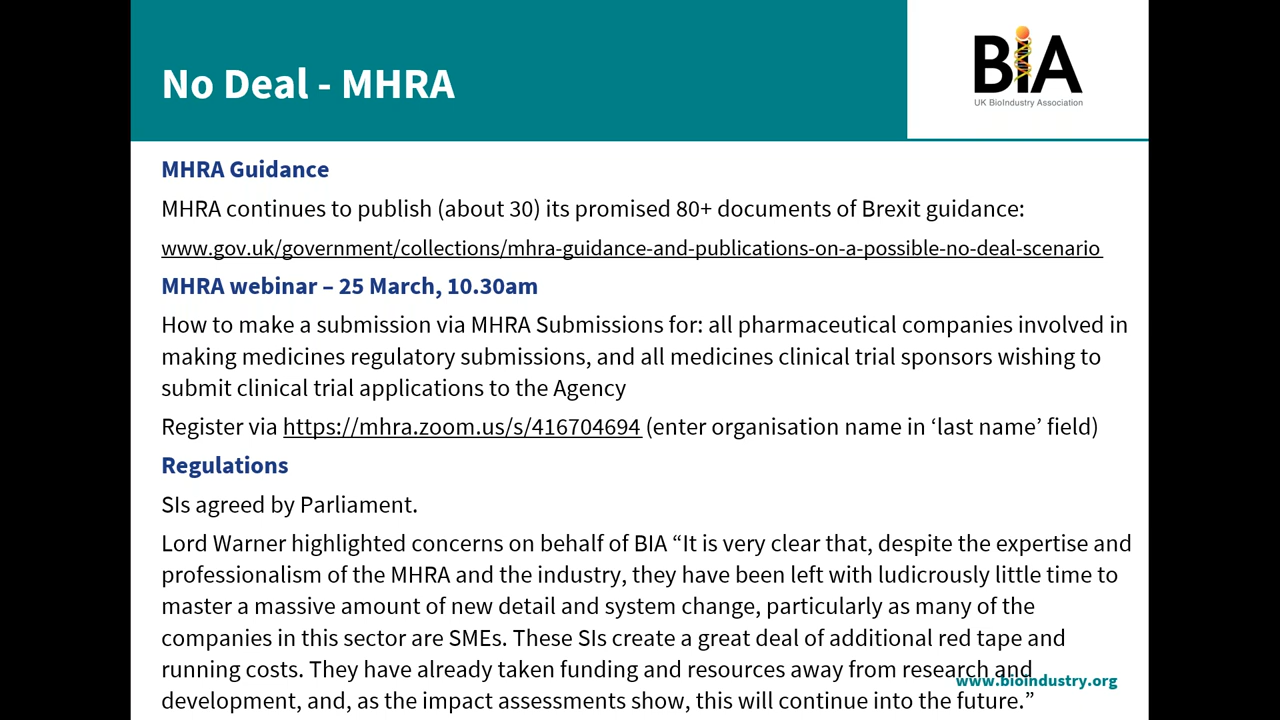 No Deal - MHRA
BIA
UK BioIndustry Association
MHRA Guidance
MHRA continues to publish (about 30) its promised 80+ documents of Brexit guidance:
www.gov.uk/government/collections/mhra-guidance-and-publications-on-a-possible-no-deal-scenario
MHRA webinar – 25 March, 10.30am
How to make a submission via MHRA Submissions for: all pharmaceutical companies involved in
making medicines regulatory submissions, and all medicines clinical trial sponsors wishing to
submit clinical trial applications to the Agency
Register via https://mhra.zoom.us/s/416704694 (enter organisation name in ‘last name’ field)
Regulations
SIs agreed by Parliament.
Lord Warner highlighted concerns on behalf of BIA “It is very clear that, despite the expertise and
professionalism of the MHRA and the industry, they have been left with ludicrously little time to
master a massive amount of new detail and system change, particularly as many of the
companies in this sector are SMEs. These SIs create a great deal of additional red tape and
running costs. They have already taken funding and resources away from research and
development, and, as the impact assessments show, this will continue into the future.”
www.bioindustry.org